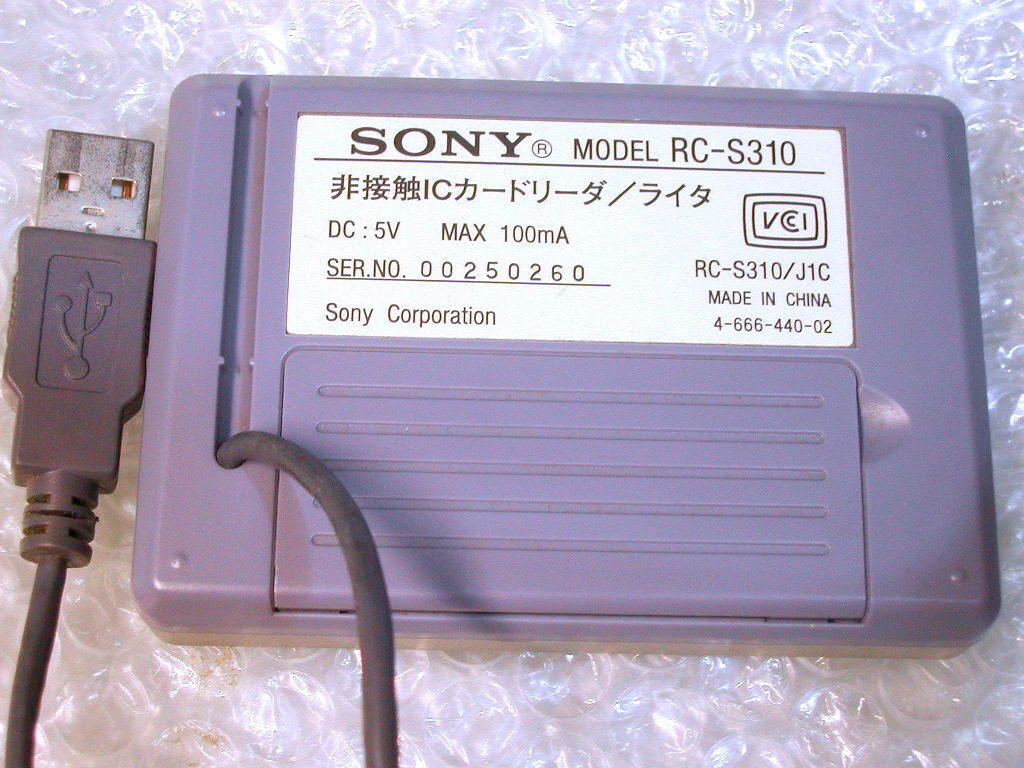 SONY® MODEL RC-S310
非接触ICカードリーダ／ライタ
DC : 5V MAX 100mA
VCCI
SER.NO. 00250260
RC-S310/J1C
MADE IN CHINA
Sony Corporation
4-666-440-02